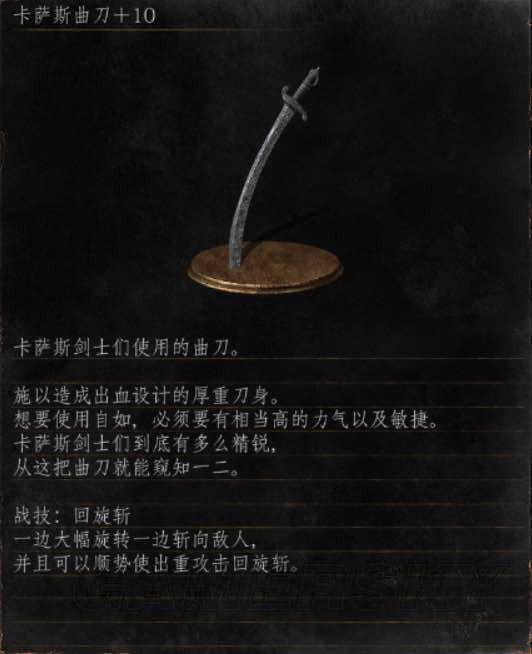 卡萨斯曲刀+10
卡萨斯剑士们使用的曲刀。
施以造成出血设计的厚重刀身。
想要使用自如，必须要有相当高的力气以及敏捷。
卡萨斯剑士们到底有多么精锐，
从这把曲刀就能窥知一二。
战技：回旋斩
一边大幅旋转一边斩向敌人，
并且可以顺势使出重攻击回旋斩。
GAMERSKY